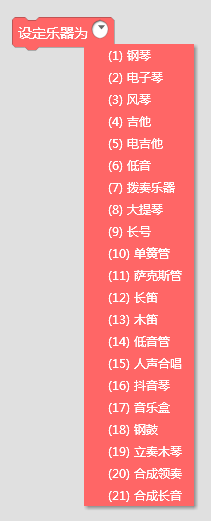 设定乐器为
(1) 钢琴
(2) 电子琴
(3) 风琴
(4) 吉他
(5) 电吉他
(6) 低音
(7) 拨奏乐器
(8) 大提琴
(9) 长号
(10) 单簧管
(11) 萨克斯管
(12) 长笛
(13) 木笛
(14) 低音管
(15) 人声合唱
(16) 抖音琴
(17) 音乐盒
(18) 钢鼓
(19) 立奏木琴
(20) 合成领奏
(21) 合成长音